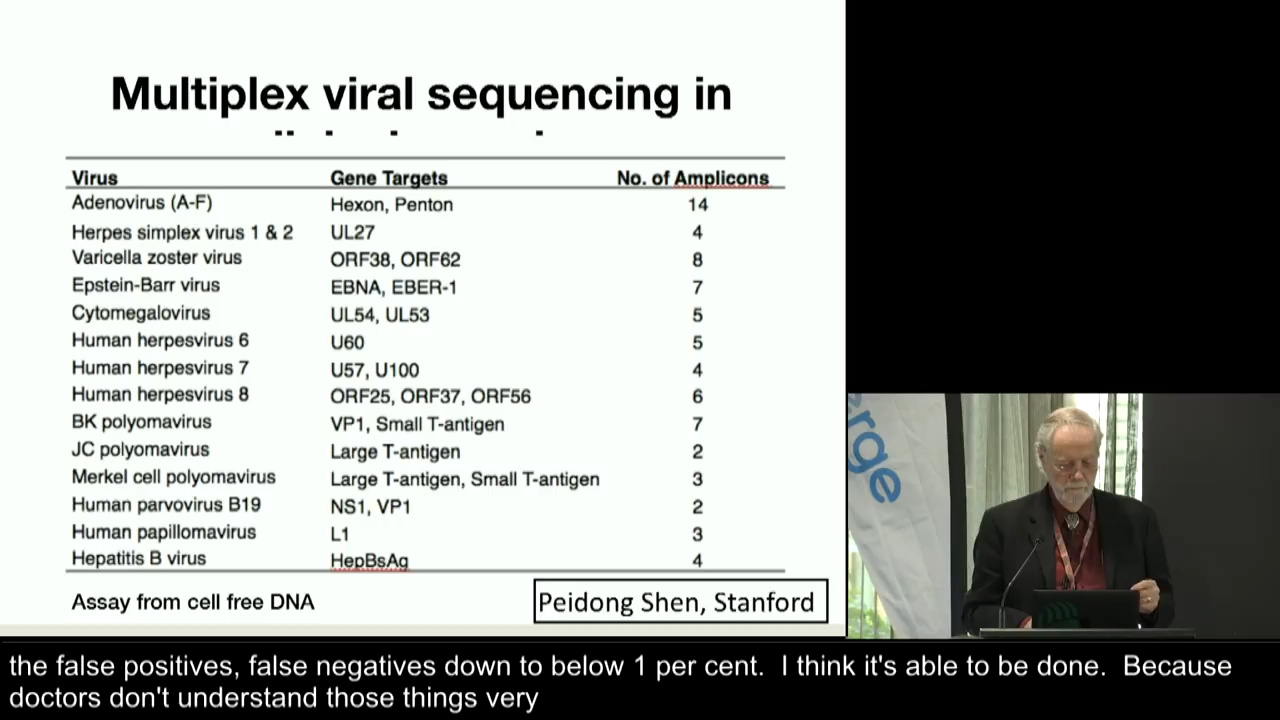 Multiplex viral sequencing in
Virus Gene Targets No. of Amplicons
Adenovirus (A-F) Hexon, Penton 14
Herpes simplex virus 1 & 2 UL27 4
Varicella zoster virus ORF38, ORF62 8
Epstein-Barr virus EBNA, EBER-1 7
Cytomegalovirus UL54, UL53 5
Human herpesvirus 6 U60 5
Human herpesvirus 7 U57, U100 4
Human herpesvirus 8 ORF25, ORF37, ORF56 6
BK polyomavirus VP1, Small T-antigen 7
JC polyomavirus Large T-antigen 2
Merkel cell polyomavirus Large T-antigen, Small T-antigen 3
Human parvovirus B19 NS1, VP1 2
Human papillomavirus L1 3
Hepatitis B virus HepBsAg 4
Assay from cell free DNA
Peidong Shen, Stanford
erge
the false positives, false negatives down to below 1 per cent. I think it's able to be done. Because
doctors don't understand those things very